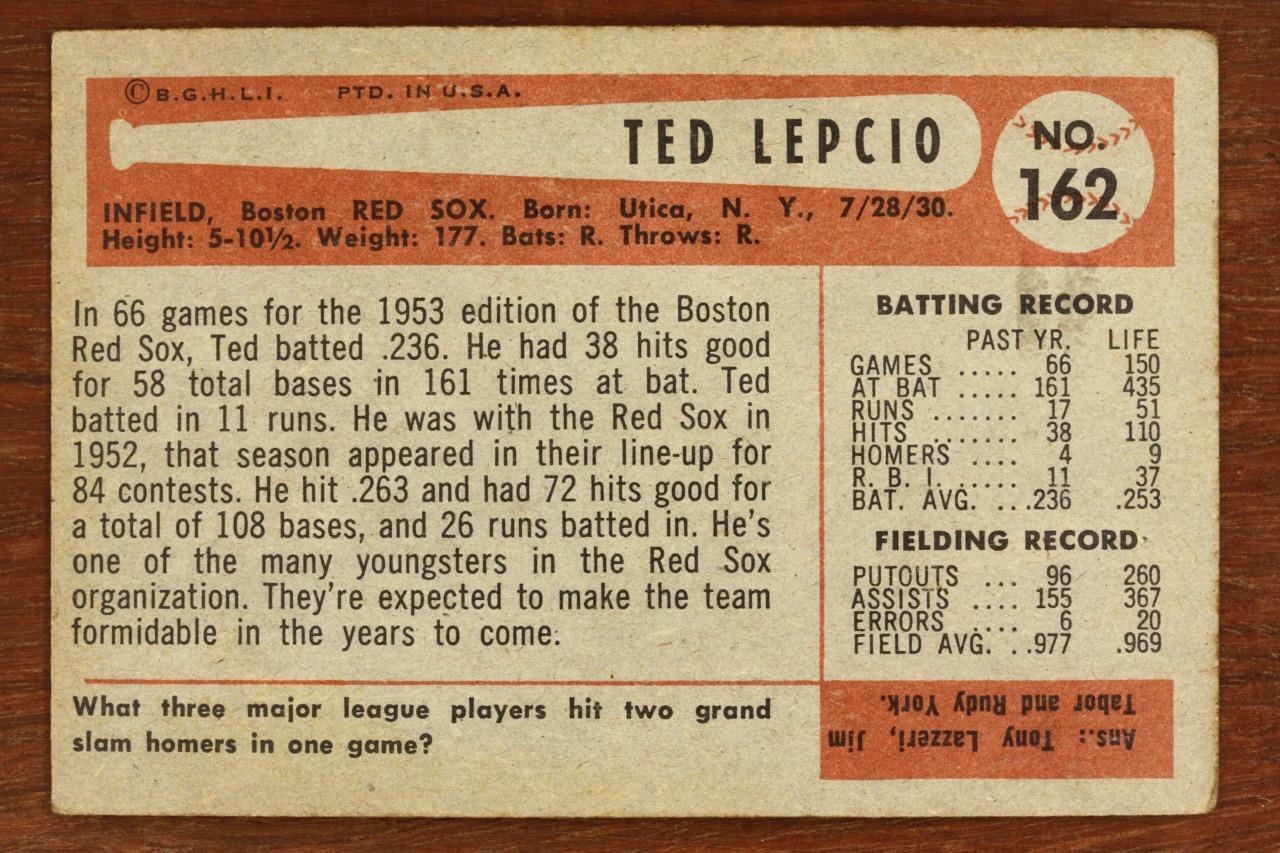 © B.G.H.L.I. PTD. IN U.S.A.
TED LEPCIO
NO.
162
INFIELD, Boston RED SOX. Born: Utica, N. Y., 7/28/30.
Height: 5-10½. Weight: 177. Bats: R. Throws: R.
In 66 games for the 1953 edition of the Boston
Red Sox, Ted batted .236. He had 38 hits good
for 58 total bases in 161 times at bat. Ted
batted in 11 runs. He was with the Red Sox in
1952, that season appeared in their line-up for
84 contests. He hit .263 and had 72 hits good for
a total of 108 bases, and 26 runs batted in. He's
one of the many youngsters in the Red Sox
organization. They're expected to make the team
formidable in the years to come.
BATTING RECORD
PAST YR. LIFE
GAMES ..... 66 150
AT BAT ..... 161 435
RUNS ....... 17 51
HITS ....... 38 110
HOMERS .... 4 9
R. B. I. ..... 11 37
BAT. AVG. ...236 .253
FIELDING RECORD
PUTOUTS ... 96 260
ASSISTS .... 155 367
ERRORS .... 6 20
FIELD AVG. ..977 .969
What three major league players hit two grand
slam homers in one game?
Ans.: Tony Lazzeri, Jim
Tabor and Rudy York.